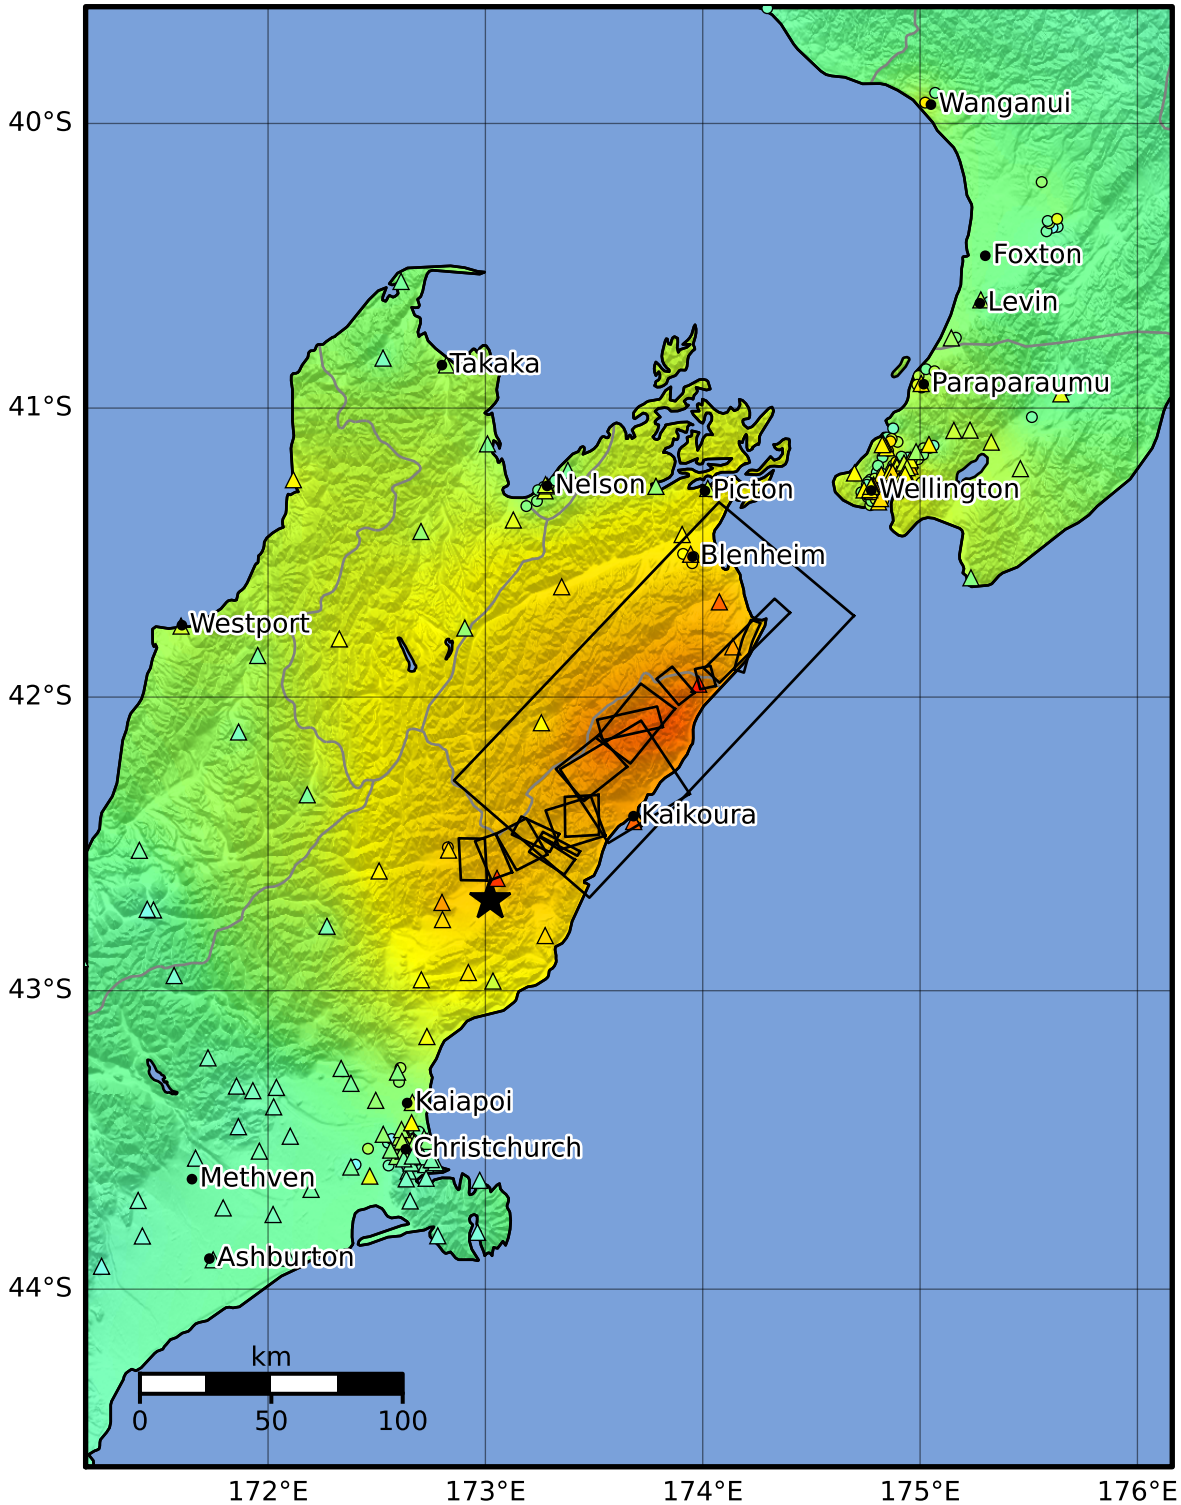 Wanganui
40°S
Foxton
Levin
Takaka
Paraparaumu
41°S
Nelson
Picton
Wellington
Blenheim
Westport
42°S
Kaikoura
43°S
Kaiapoi
Christchurch
Methven
Ashburton
44°S
km
0 50 100
172°E 173°E 174°E 175°E 176°E